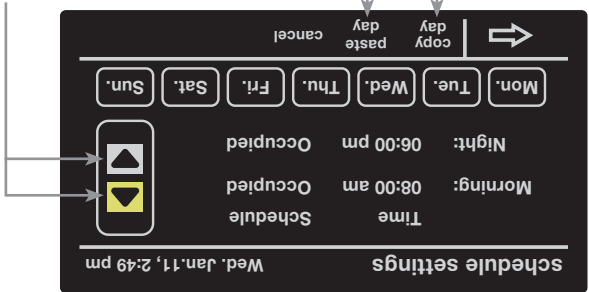 schedule settings Wed. Jan.11, 2:49 pm
Time Schedule
Morning: 08:00 am Occupied
Night: 06:00 pm Occupied
Mon. Tue. Wed. Thu. Fri. Sat. Sun.
copy day paste day cancel